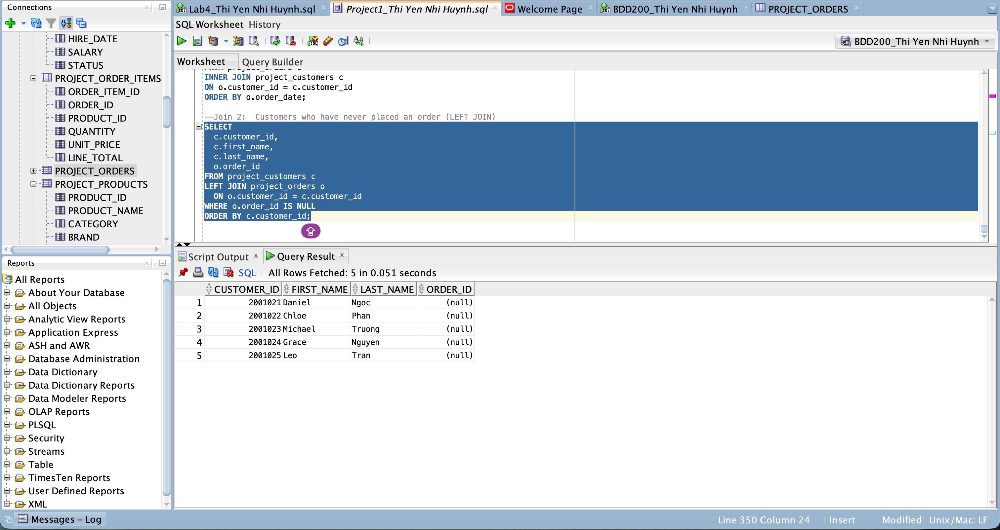 Connections
Lab4_Thi Yen Nhi Huynh.sql
Project1_Thi Yen Nhi Huynh.sql
Welcome Page
BDD200_Thi Yen Nhi Huynh
PROJECT_ORDERS
HIRE_DATE
SALARY
STATUS
PROJECT_ORDER_ITEMS
ORDER_ITEM_ID
ORDER_ID
PRODUCT_ID
QUANTITY
UNIT_PRICE
LINE_TOTAL
PROJECT_ORDERS
PROJECT_PRODUCTS
PRODUCT_ID
PRODUCT_NAME
CATEGORY
BRAND
SQL Worksheet History
BDD200_Thi Yen Nhi Huynh
Worksheet Query Builder
INNER JOIN project_customers c
ON o.customer_id = c.customer_id
ORDER BY o.order_date;
--Join 2:  Customers who have never placed an order (LEFT JOIN)
SELECT
c.customer_id,
c.first_name,
c.last_name,
o.order_id
FROM project_customers c
LEFT JOIN project_orders o
ON o.customer_id = c.customer_id
WHERE o.order_id IS NULL
ORDER BY c.customer_id;
Reports
All Reports
About Your Database
All Objects
Analytic View Reports
Application Express
ASH and AWR
Database Administration
Data Dictionary
Data Dictionary Reports
Data Modeler Reports
OLAP Reports
PLSQL
Security
Streams
Table
TimesTen Reports
User Defined Reports
XML
Script Output Query Result
SQL All Rows Fetched: 5 in 0.051 seconds
CUSTOMER_ID FIRST_NAME LAST_NAME ORDER_ID
1 2001021 Daniel Ngoc (null)
2 2001022 Chloe Phan (null)
3 2001023 Michael Truong (null)
4 2001024 Grace Nguyen (null)
5 2001025 Leo Tran (null)
Messages - Log
Line 350 Column 24 Insert Modified Unix/Mac: LF